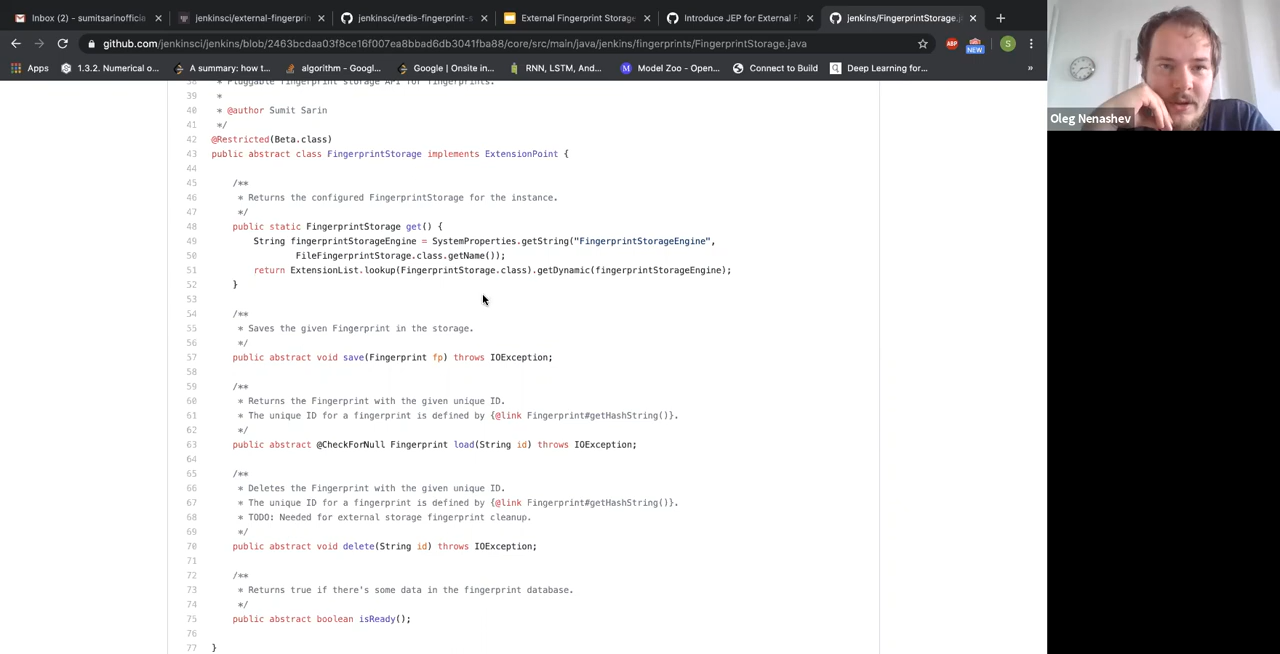 Inbox (2) - sumitsarinofficia
jenkinsci/external-fingerprin
jenkinsci/redis-fingerprint-s
External Fingerprint Storage
Introduce JEP for External F
jenkins/FingerprintStorage.j
github.com/jenkinsci/jenkins/blob/2463bcdaa03f8ce16f007ea8bbad6db3041fba88/core/src/main/java/jenkins/fingerprints/FingerprintStorage.java
ABP
NEW
S
Apps
1.3.2. Numerical o...
A summary: how t...
algorithm - Googl...
Google | Onsite in...
RNN, LSTM, And...
Model Zoo - Open...
Connect to Build
Deep Learning for...
»
Oleg Nenashev
38 * Pluggable fingerprint storage API for fingerprints.
39 *
40 * @author Sumit Sarin
41 */
42 @Restricted(Beta.class)
43 public abstract class FingerprintStorage implements ExtensionPoint {
44
45 /**
46 * Returns the configured FingerprintStorage for the instance.
47 */
48 public static FingerprintStorage get() {
49 String fingerprintStorageEngine = SystemProperties.getString("FingerprintStorageEngine",
50 FileFingerprintStorage.class.getName());
51 return ExtensionList.lookup(FingerprintStorage.class).getDynamic(fingerprintStorageEngine);
52 }
53
54 /**
55 * Saves the given Fingerprint in the storage.
56 */
57 public abstract void save(Fingerprint fp) throws IOException;
58
59 /**
60 * Returns the Fingerprint with the given unique ID.
61 * The unique ID for a fingerprint is defined by {@link Fingerprint#getHashString()}.
62 */
63 public abstract @CheckForNull Fingerprint load(String id) throws IOException;
64
65 /**
66 * Deletes the Fingerprint with the given unique ID.
67 * The unique ID for a fingerprint is defined by {@link Fingerprint#getHashString()}.
68 * TODO: Needed for external storage fingerprint cleanup.
69 */
70 public abstract void delete(String id) throws IOException;
71
72 /**
73 * Returns true if there's some data in the fingerprint database.
74 */
75 public abstract boolean isReady();
76
77 }